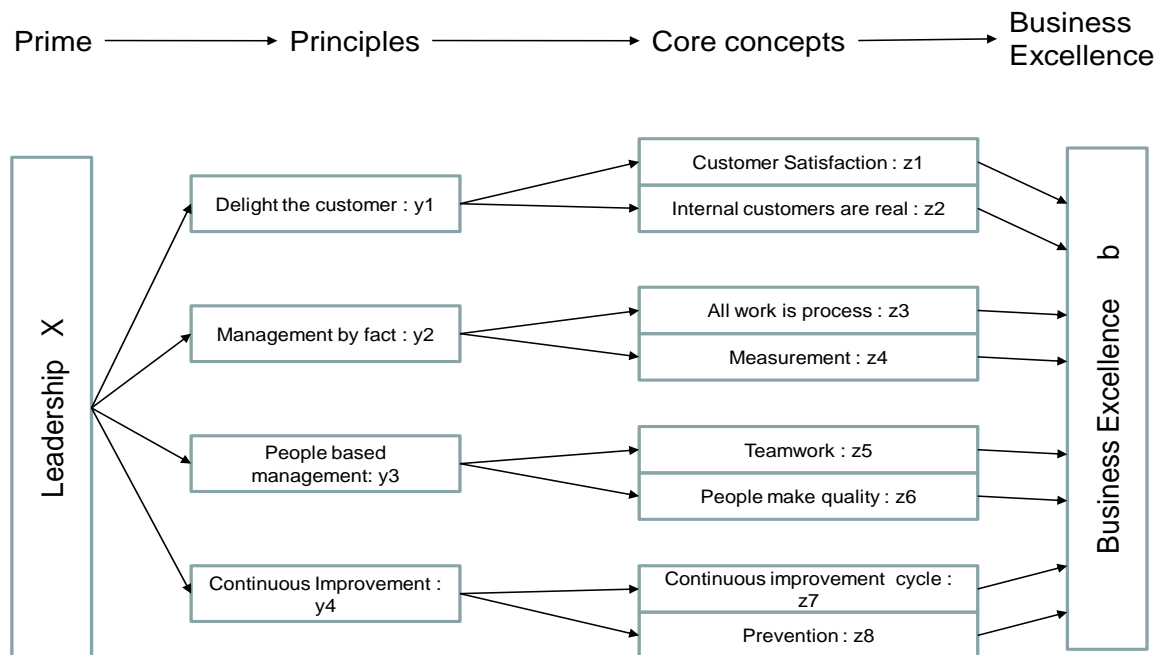 Prime
Principles
Core concepts
Business
Excellence
Leadership X
Delight the customer : y1
Management by fact : y2
People based
management: y3
Continuous Improvement :
y4
Customer Satisfaction : z1
Internal customers are real : z2
All work is process : z3
Measurement : z4
Teamwork : z5
People make quality : z6
Continuous improvement cycle :
z7
Prevention : z8
Business Excellence b